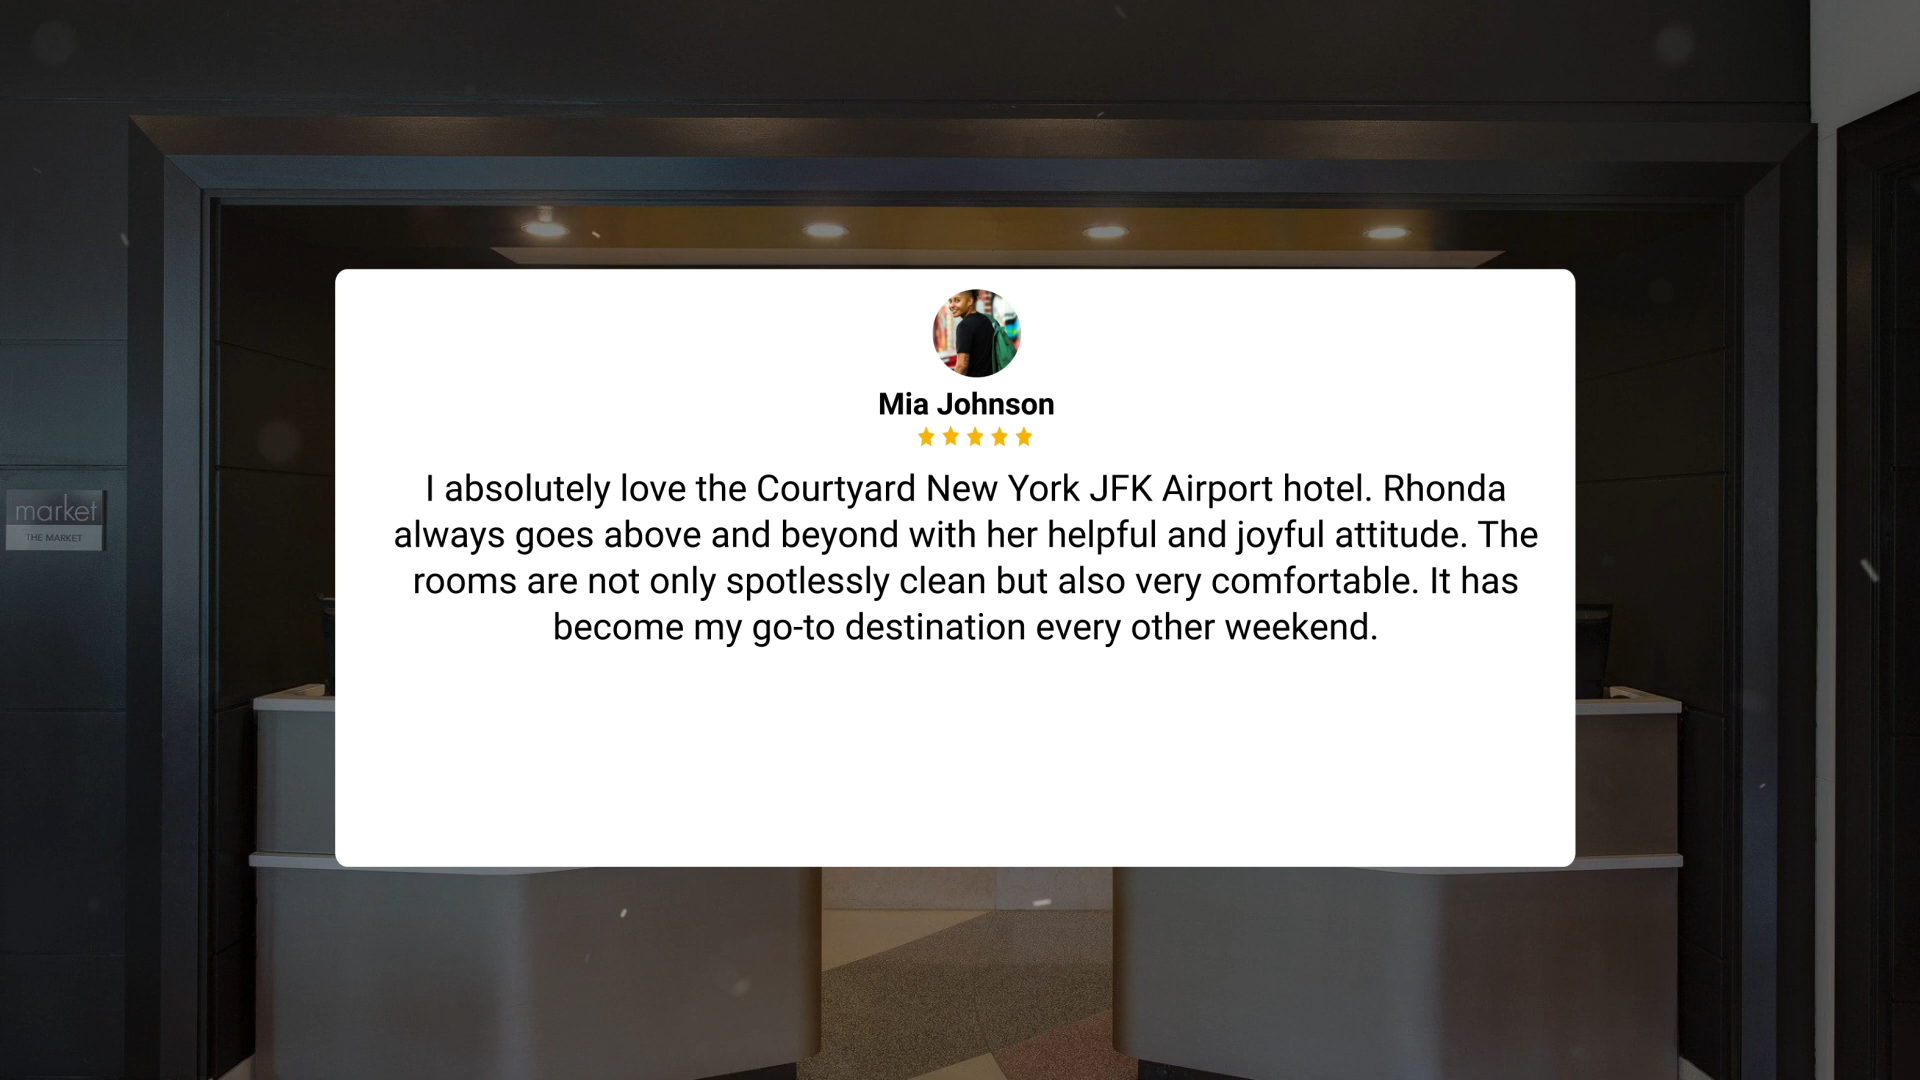 market
THE MARKET
Mia Johnson
I absolutely love the Courtyard New York JFK Airport hotel. Rhonda
always goes above and beyond with her helpful and joyful attitude. The
rooms are not only spotlessly clean but also very comfortable. It has
become my go-to destination every other weekend.